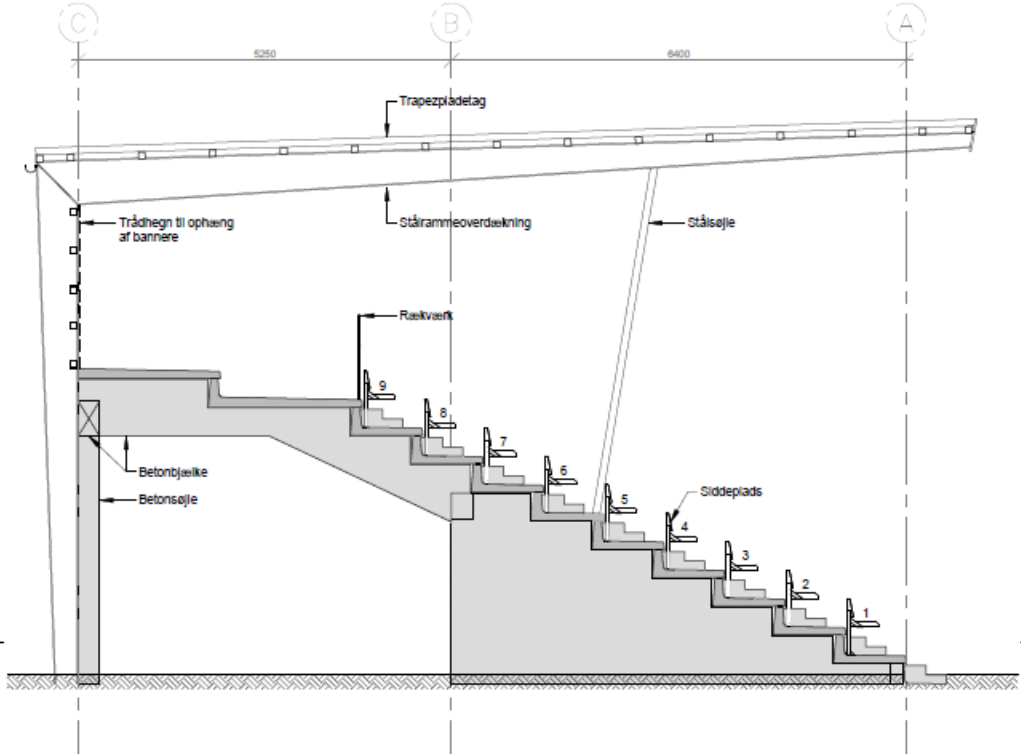 C
B
A
5250
6400
Trapezpladetag
Trådhegn til ophæng
af bannere
Stålrammeoverdækning
Stålsøjle
Rækværk
9
8
7
6
5
Siddeplads
4
3
2
1
Betonbjælke
Betonsøjle